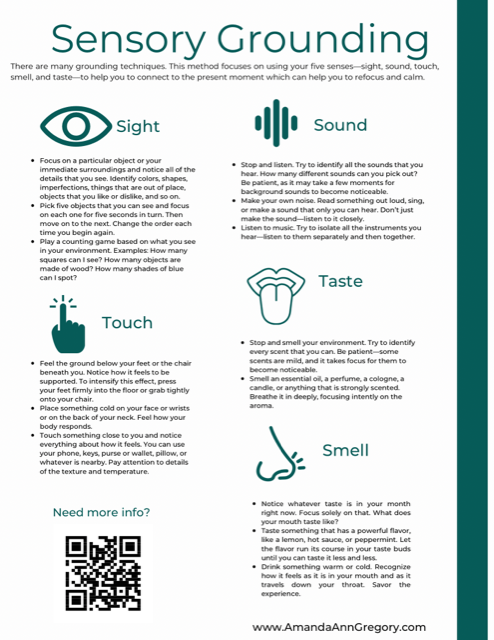 Sensory Grounding
There are many grounding techniques. This method focuses on using your five senses—sight, sound, touch,
smell, and taste—to help you to connect to the present moment which can help you to refocus and calm.
Sight
• Focus on a particular object or your
immediate surroundings and notice all of the
details that you see. Identify colors, shapes,
imperfections, things that are out of place,
objects you like or dislike, and so on.
• Pick five objects that you can see and focus
on each one for five seconds in turn. Then
move on to the next. Change the order each
time you begin again.
• Play a counting game based on what you see
in your environment. Examples: How many
squares can I see? How many objects are
made of wood? How many shades of blue
can I spot?
Touch
• Feel the ground below your feet or the chair
beneath you. Notice how it feels to be
supported. To intensify this effect, press
your feet firmly into the floor or grab tightly
onto your chair.
• Place something cold on your face or wrists
or on the back of your neck. Feel how your
body responds.
• Touch something close to you and notice
everything about how it feels. You can use
your phone, keys, purse or wallet, pillow, or
whatever is nearby. Pay attention to details
of the texture and temperature.
Need more info?
Sound
• Stop and listen. Try to identify all the sounds that you
hear. How many different sounds can you pick out?
Be patient, as it may take a few moments for
background sounds to become noticeable.
• Make your own noise. Read something out loud, sing,
or make a sound that only you can hear. Don't just
make the sound—listen to it closely.
• Listen to music. Try to isolate all the instruments you
hear—listen to them separately and then together.
Taste
• Stop and smell your environment. Try to identify
every scent that you can. Be patient—some
scents are mild, and it takes focus for them to
become noticeable.
• Smell an essential oil, a perfume, a cologne, a
candle, or anything that is strongly scented.
Breathe it in deeply, focusing intently on the
aroma.
Smell
• Notice whatever taste is in your month
right now. Focus solely on that. What does
your mouth taste like?
• Taste something that has a powerful flavor,
like a lemon, hot sauce, or peppermint. Let
the flavor run its course in your taste buds
until you can taste it less and less.
• Drink something warm or cold. Recognize
how it feels as it is in your mouth and as it
travels down your throat. Savor the
experience.
www.AmandaAnnGregory.com